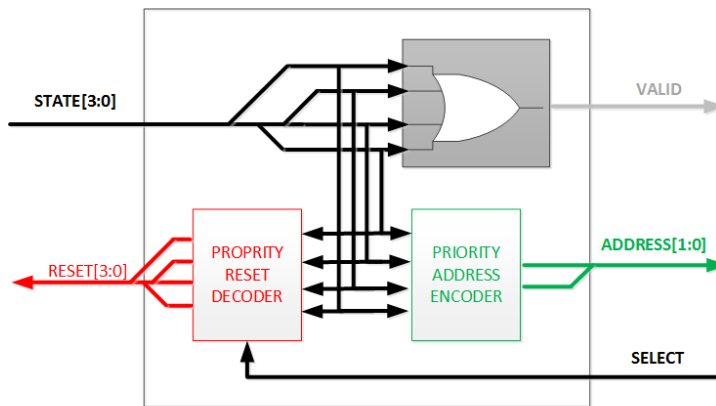 STATE[3:0]
VALID
RESET[3:0]
PROPRITY
RESET
DECODER
PRIORITY
ADDRESS
ENCODER
ADDRESS[1:0]
SELECT